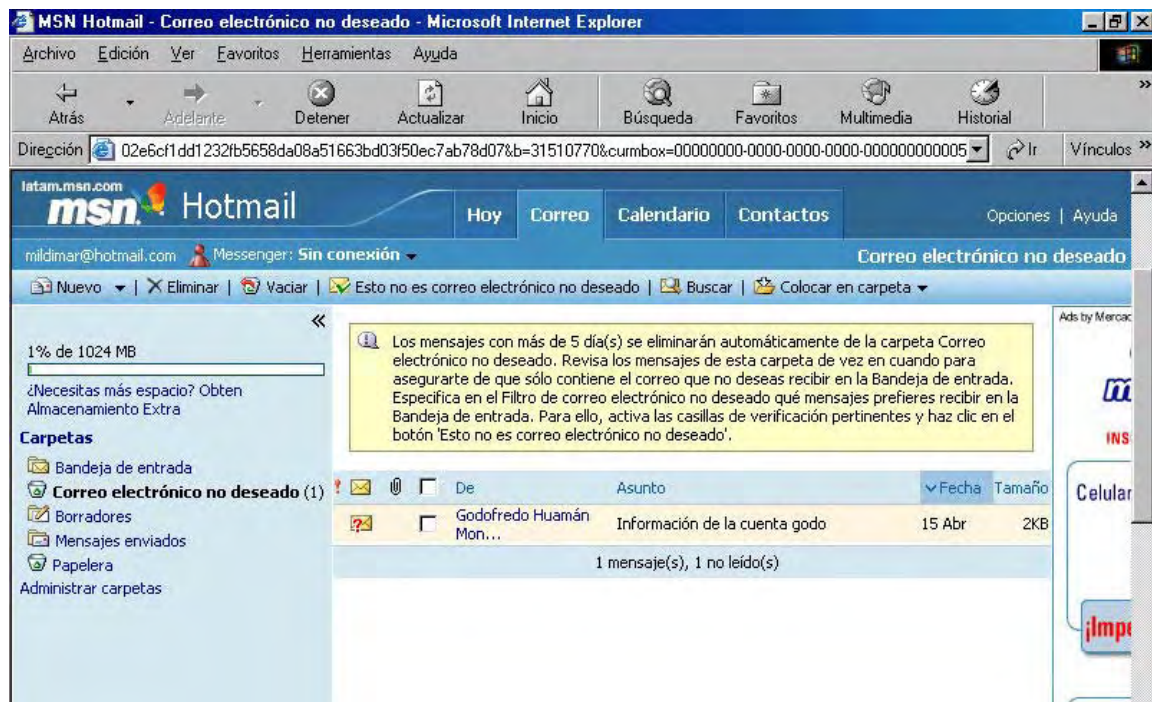 MSN Hotmail - Correo electrónico no deseado - Microsoft Internet Explorer
Archivo Edición Ver Favoritos Herramientas Ayuda
Atrás Adelante Detener Actualizar Inicio Búsqueda Favoritos Multimedia Historial
Dirección 02e6cf1dd1232fb5658da08a51663bd03f50ec7ab78d07&b=31510770&curmbox=00000000-0000-0000-0000-000000000005 Ir Vínculos
latam.msn.com
msn Hotmail Hoy Correo Calendario Contactos Opciones | Ayuda
mildimar@hotmail.com Messenger: Sin conexión Correo electrónico no deseado
Nuevo | Eliminar | Vaciar | Esto no es correo electrónico no deseado | Buscar | Colocar en carpeta
1% de 1024 MB
¿Necesitas más espacio? Obten
Almacenamiento Extra
Carpetas
Bandeja de entrada
Correo electrónico no deseado (1)
Borradores
Mensajes enviados
Papelera
Administrar carpetas
Los mensajes con más de 5 día(s) se eliminarán automáticamente de la carpeta Correo
electrónico no deseado. Revisa los mensajes de esta carpeta de vez en cuando para
asegurarte de que sólo contiene el correo que no deseas recibir en la Bandeja de entrada.
Especifica en el Filtro de correo electrónico no deseado qué mensajes prefieres recibir en la
Bandeja de entrada. Para ello, activa las casillas de verificación pertinentes y haz clic en el
botón 'Esto no es correo electrónico no deseado'.
De Asunto Fecha Tamaño
Godofredo Huamán
Mon... Información de la cuenta godo 15 Abr 2KB
1 mensaje(s), 1 no leído(s)
Ads by Mercac
INS
Celular
¡Impe